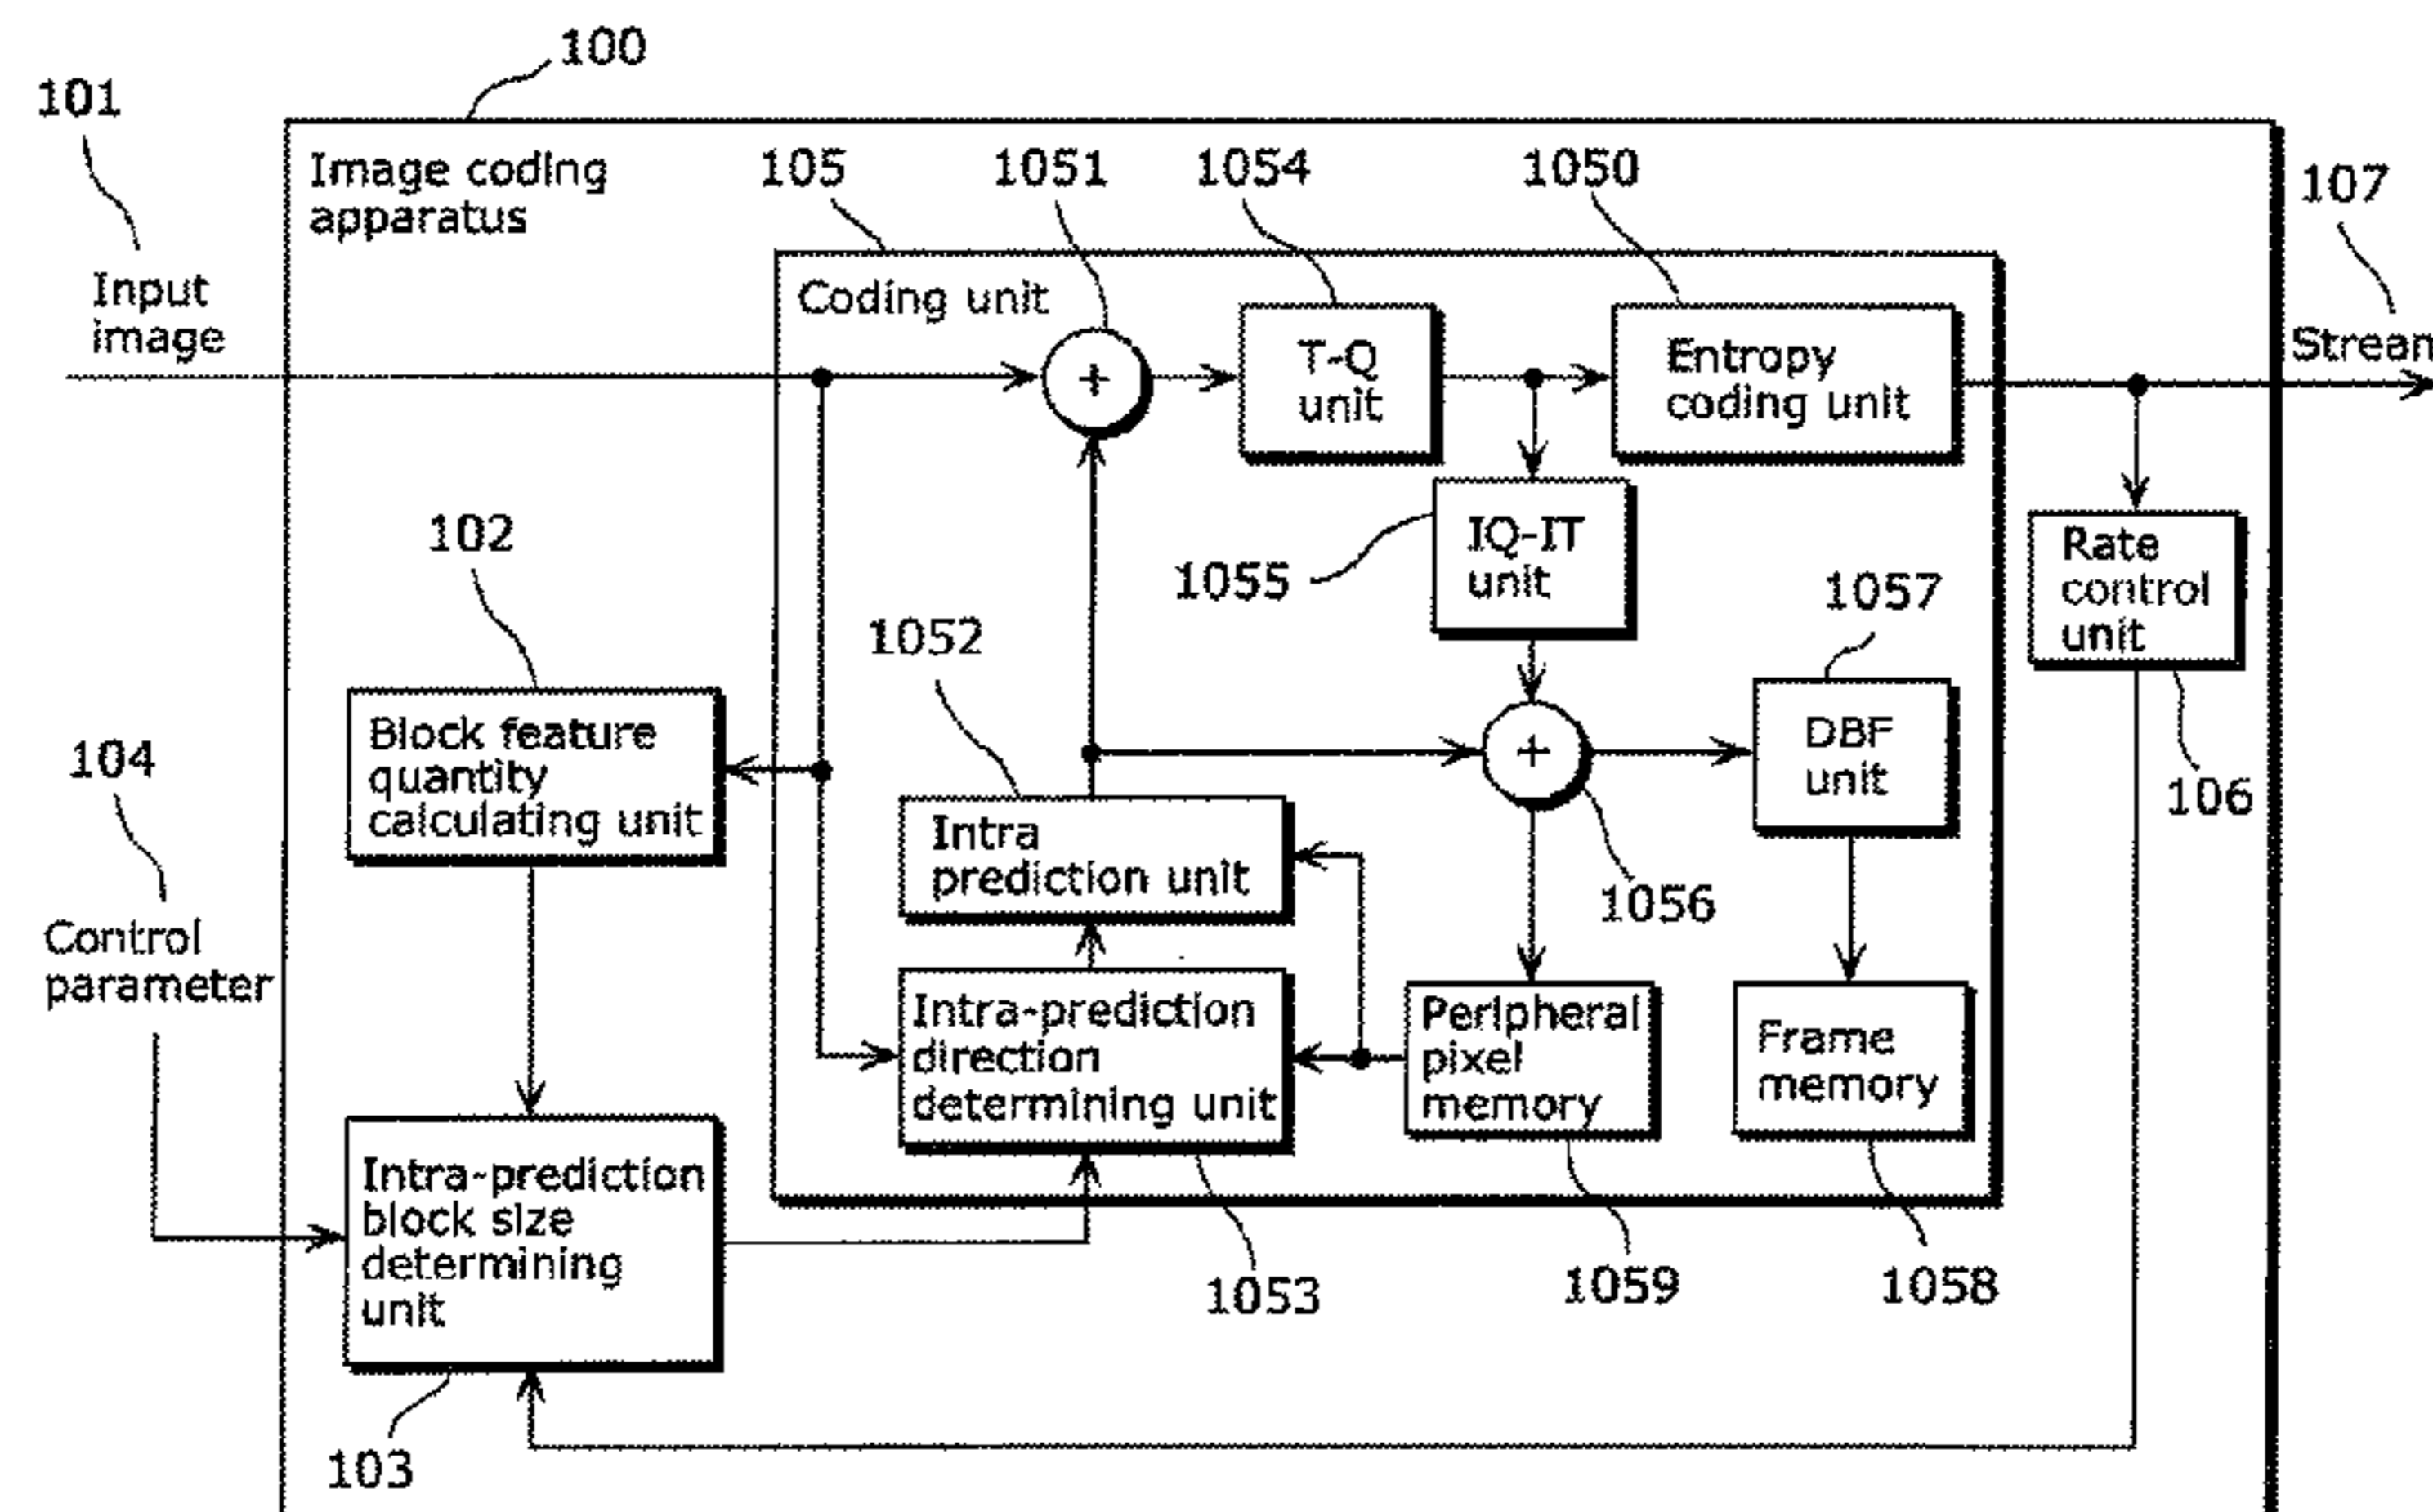 100
101
Image coding
apparatus
105
1051
1054
1050
107
Input
image
Coding unit
T-Q
unit
Entropy
coding unit
Stream
102
1052
1055
IQ-IT
unit
1057
Rate
control
unit
104
Block feature
quantity
calculating unit
DBF
unit
106
Intra
prediction unit
1056
Control
parameter
Intra-prediction
direction
determining unit
Peripheral
pixel
memory
Frame
memory
Intra-prediction
block size
determining
unit
1053
1059
1058
103